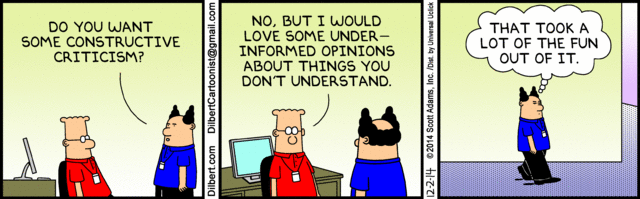 DO YOU WANT
SOME CONSTRUCTIVE
CRITICISM?
Dilbert.com DilbertCartoonist@gmail.com
NO, BUT I WOULD
LOVE SOME UNDER-
INFORMED OPINIONS
ABOUT THINGS YOU
DON'T UNDERSTAND.
12-2-14 ©2014 Scott Adams, Inc. /Dist. by Universal Uclick
THAT TOOK A
LOT OF THE FUN
OUT OF IT.